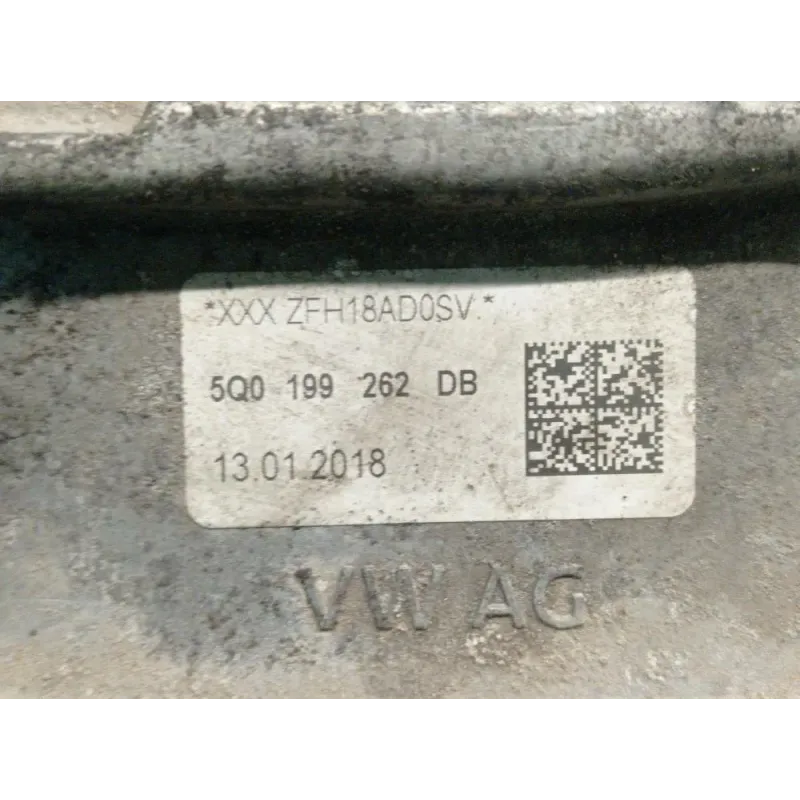 *XXX ZFH18AD0SV.*
5Q0 199 262 DB
13.01.2018
VW AG